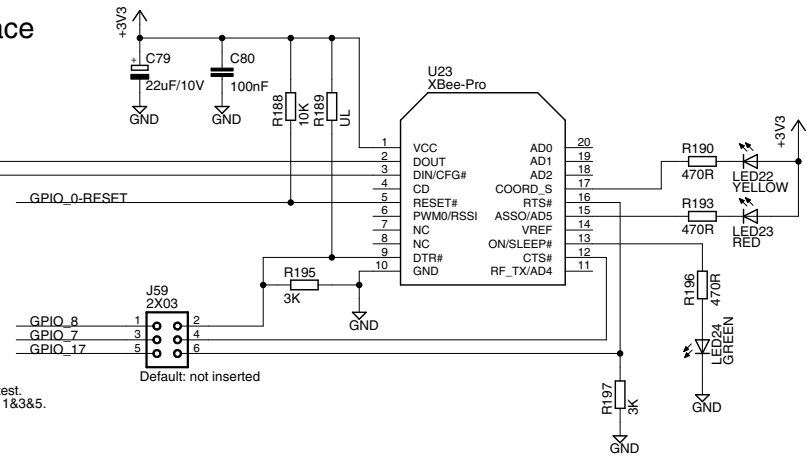 ace
+3V3
C79
+
22uF/10V
GND
C80
100nF
GND
R188
10K
R189
UL
U23
XBee-Pro
1 VCC AD0 20
2 DOUT AD1 19
3 DIN/CFG# AD2 18
4 CD COORD_S 17
5 RESET# RTS# 16
6 PWM0/RSSI ASSO/AD5 15
7 NC VREF 14
8 NC ON/SLEEP# 13
9 DTR# CTS# 12
10 GND RF_TX/AD4 11
GPIO_0-RESET
+3V3
R190
470R
LED22
YELLOW
R193
470R
LED23
RED
R196
470R
LED24
GREEN
GND
R195
3K
GND
J59
2X03
GPIO_8 1 2
GPIO_7 3 4
GPIO_17 5 6
Default: not inserted
R197
3K
GND
test.
1&3&5.